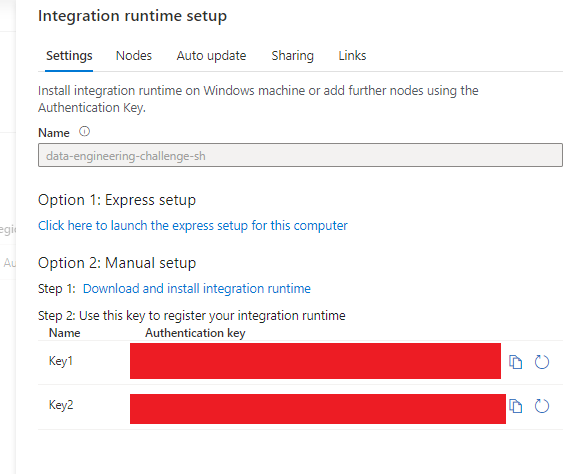 Integration runtime setup
Settings Nodes Auto update Sharing Links
Install integration runtime on Windows machine or add further nodes using the
Authentication Key.
Name
data-engineering-challenge-sh
Option 1: Express setup
Click here to launch the express setup for this computer
Option 2: Manual setup
Step 1: Download and install integration runtime
Step 2: Use this key to register your integration runtime
Name Authentication key
Key1
Key2